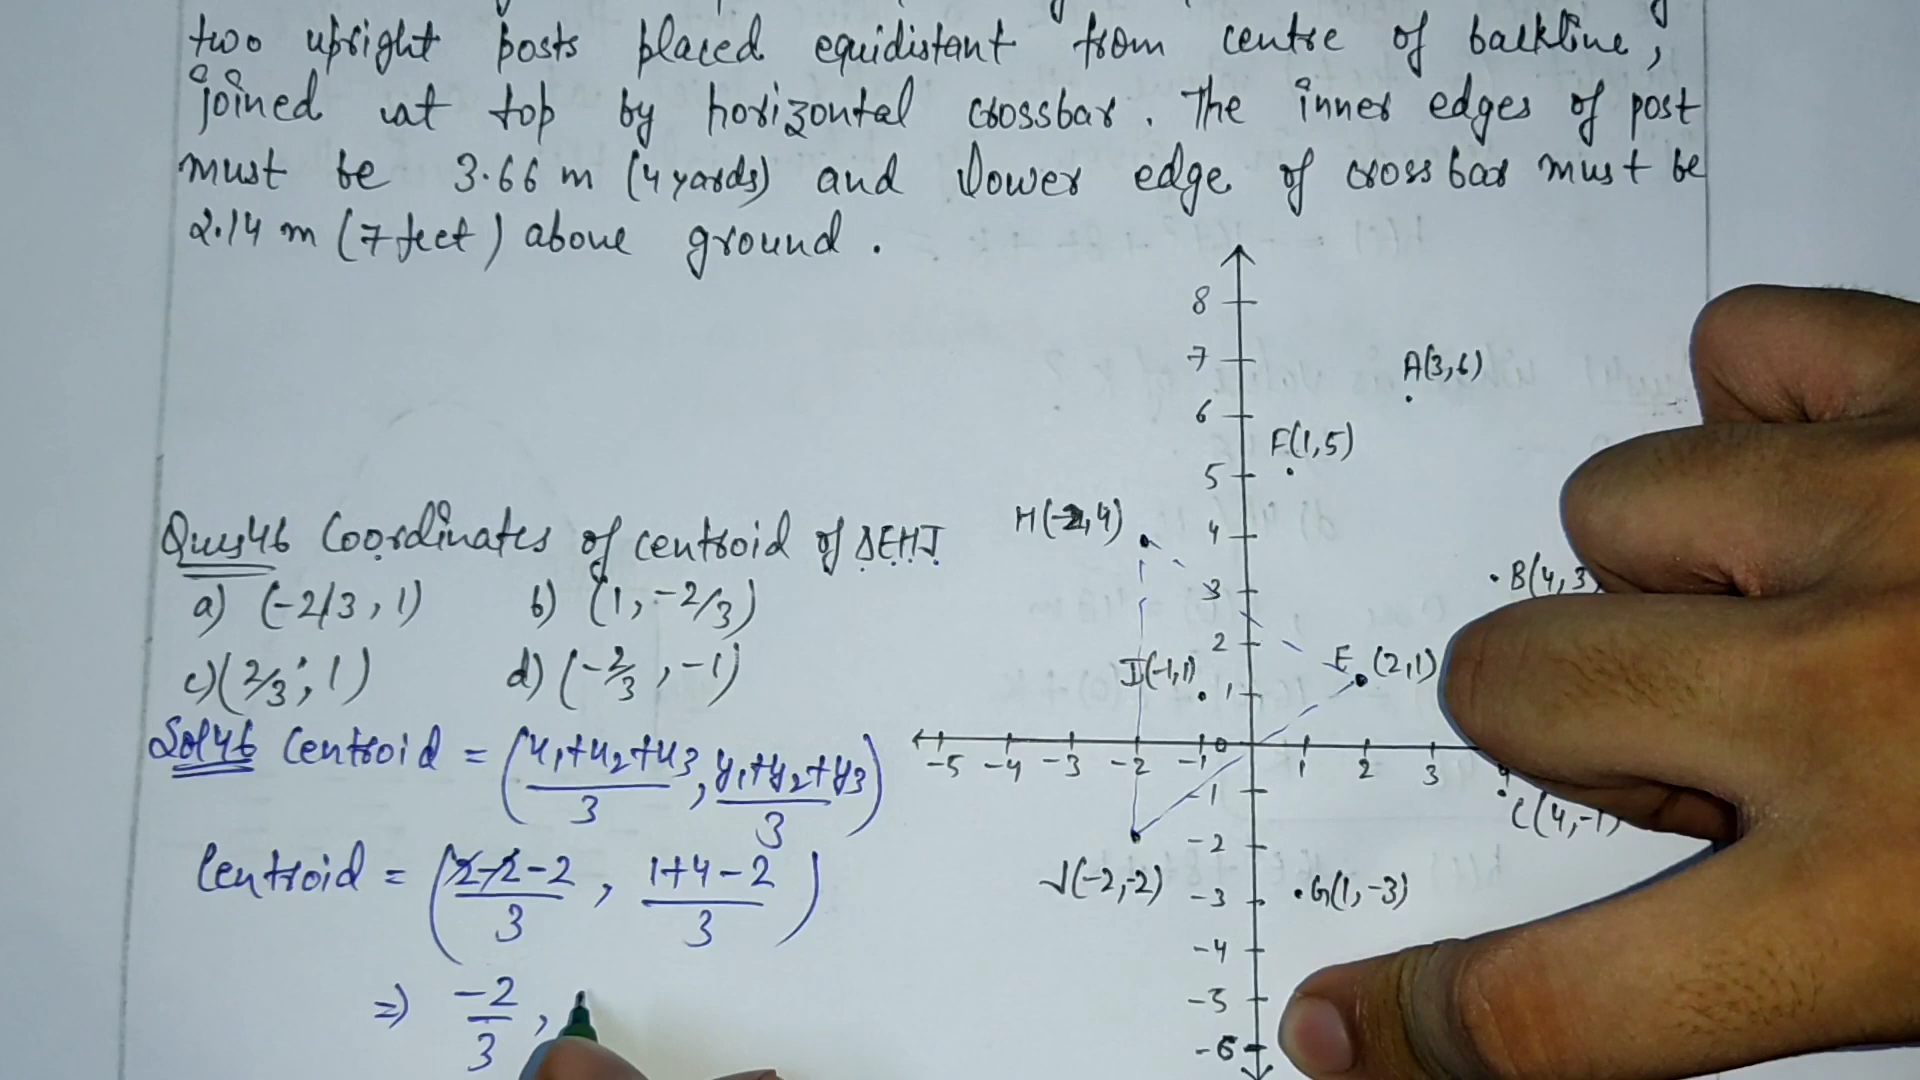 two upright posts placed equidistant from centre of backline,
joined at top by horizontal crossbar. The inner edges of post
must be 3.66 m (4 yards) and lower edge of crossbar must be
2.14 m (7 feet) above ground.
8
7
A(3,6)
6
F(1,5)
5
H(-2,4)
4
Ques46 Coordinates of centroid of ΔEHJ
B(4,3)
3
a) (-2/3, 1) b) (1, -2/3)
2
I(-1,1)
E (2,1)
1
c) (2/3, 1) d) (-2/3, -1)
Sol46 Centroid = (x₁+x₂+x₃/3, y₁+y₂+y₃/3)
-5 -4 -3 -2 -1 0 1 2 3 4
-1
C(4,-1)
-2
Centroid = (2-2-2/3, 1+4-2/3)
J(-2,-2)
-3
G(1,-3)
-4
⇒ -2/3,
-5
-6